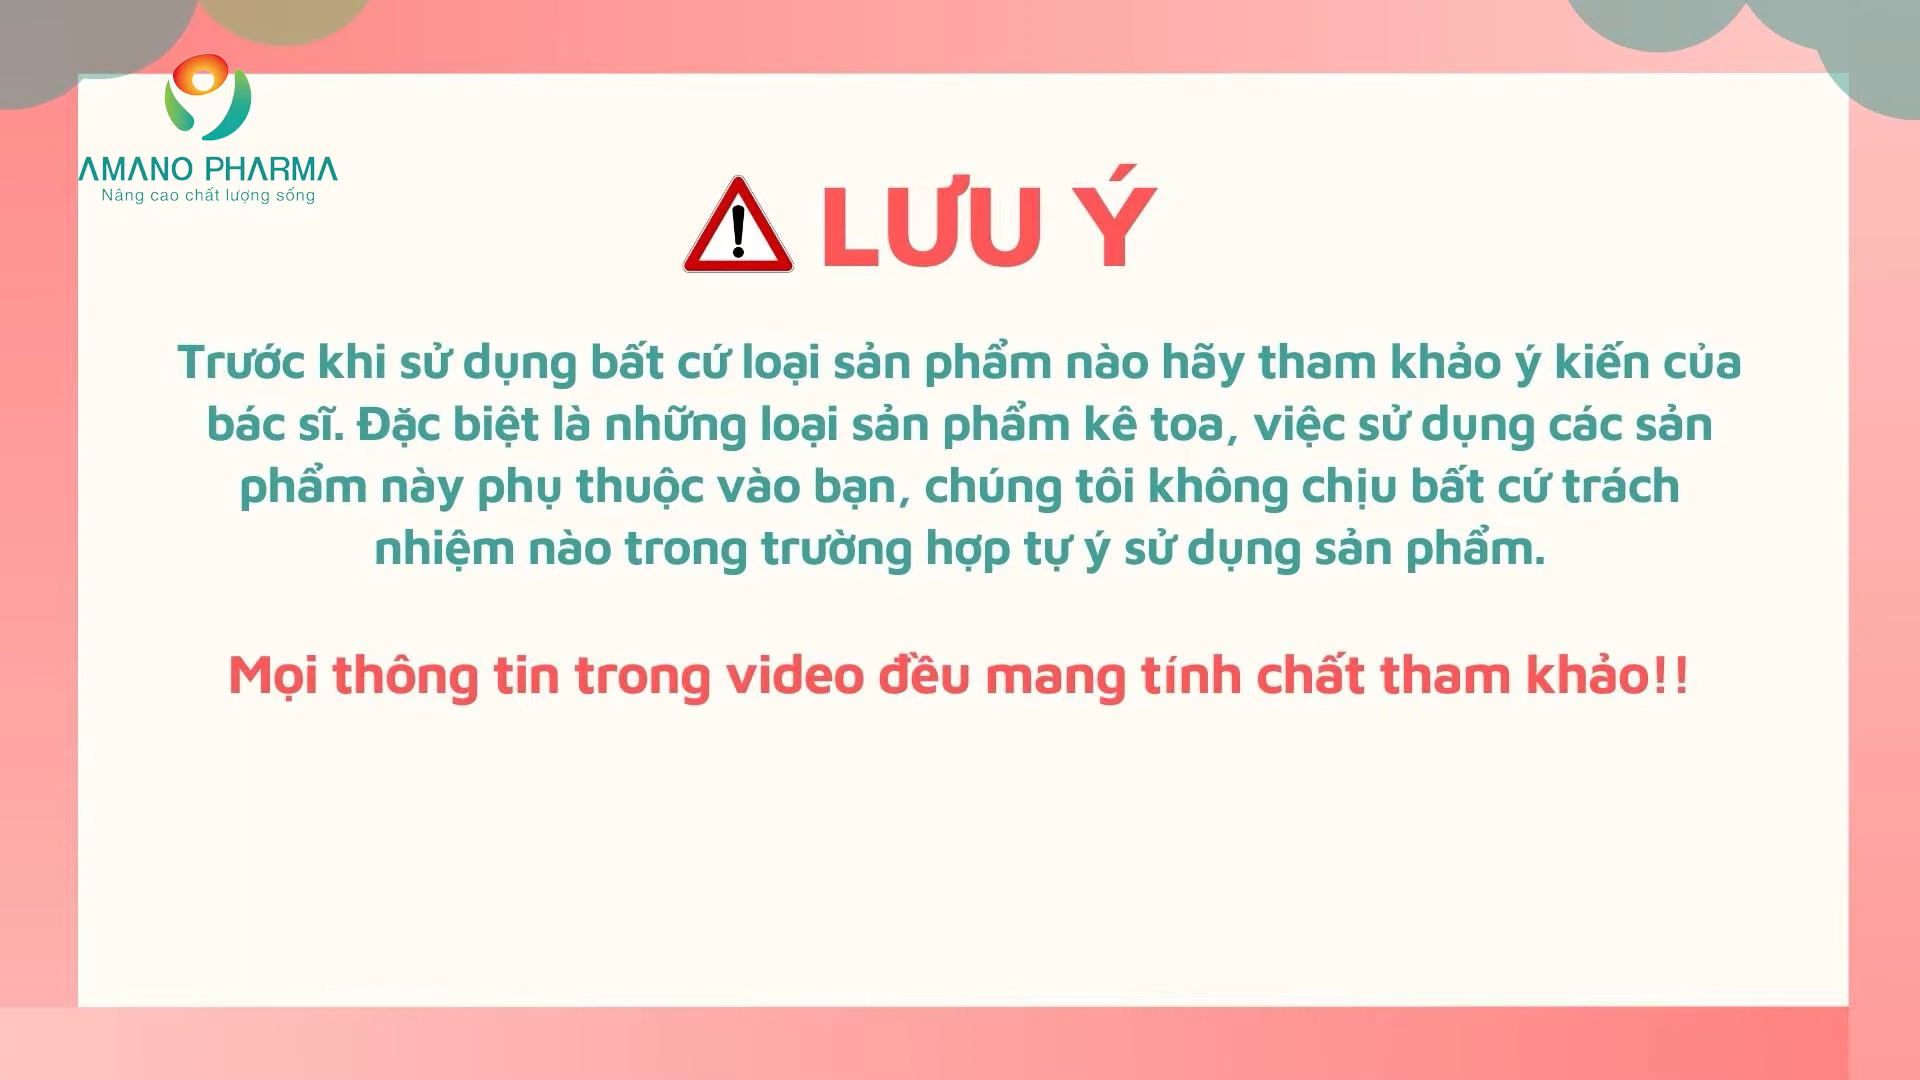 AMANO PHARMA
Nâng cao chất lượng sống
LƯU Ý
Trước khi sử dụng bất cứ loại sản phẩm nào hãy tham khảo ý kiến của
bác sĩ. Đặc biệt là những loại sản phẩm kê toa, việc sử dụng các sản
phẩm này phụ thuộc vào bạn, chúng tôi không chịu bất cứ trách
nhiệm nào trong trường hợp tự ý sử dụng sản phẩm.
Mọi thông tin trong video đều mang tính chất tham khảo!!